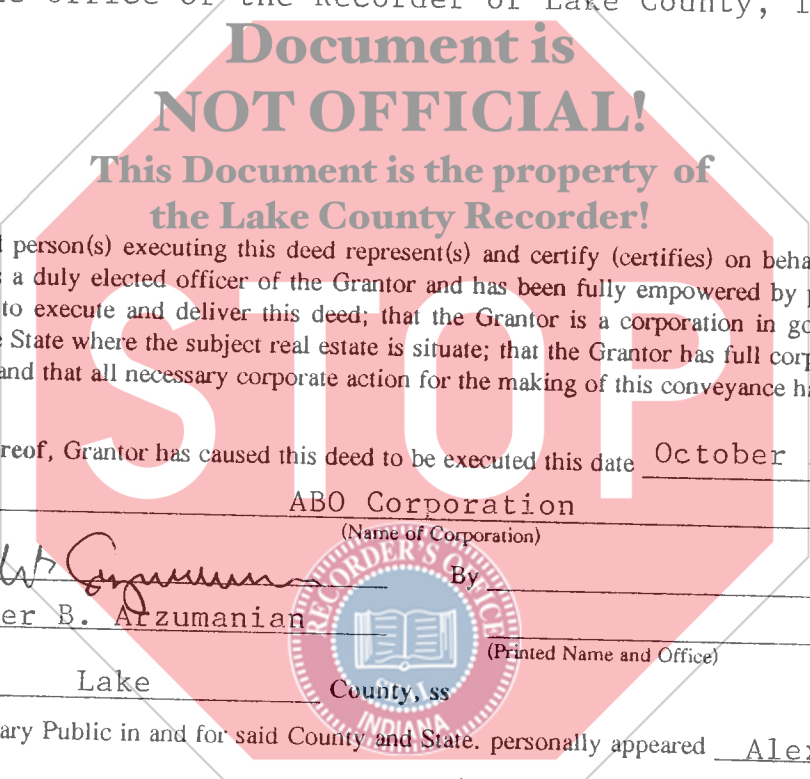 office of the Recorder of Lake County, I
Document is
NOT OFFICIAL!
This Document is the property of
the Lake County Recorder!
person(s) executing this deed represent(s) and certify (certifies) on beha
a duly elected officer of the Grantor and has been fully empowered by
to execute and deliver this deed; that the Grantor is a corporation in go
State where the subject real estate is situate; that the Grantor has full corp
and that all necessary corporate action for the making of this conveyance ha
STOP
reof, Grantor has caused this deed to be executed this date October
ABO Corporation
(Name of Corporation)
By
er B. Arzumanian
(Printed Name and Office)
RECORDER'S OFFICE
SEAL
INDIANA
Lake County, ss
ary Public in and for said County and State. personally appeared Alex